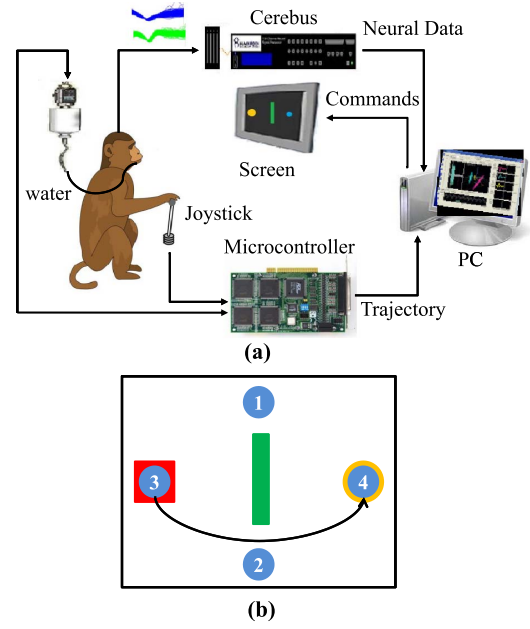 Cerebus
Neural Data
Commands
Screen
water
Joystick
Microcontroller
PC
Trajectory
(a)
1
3
4
2
(b)